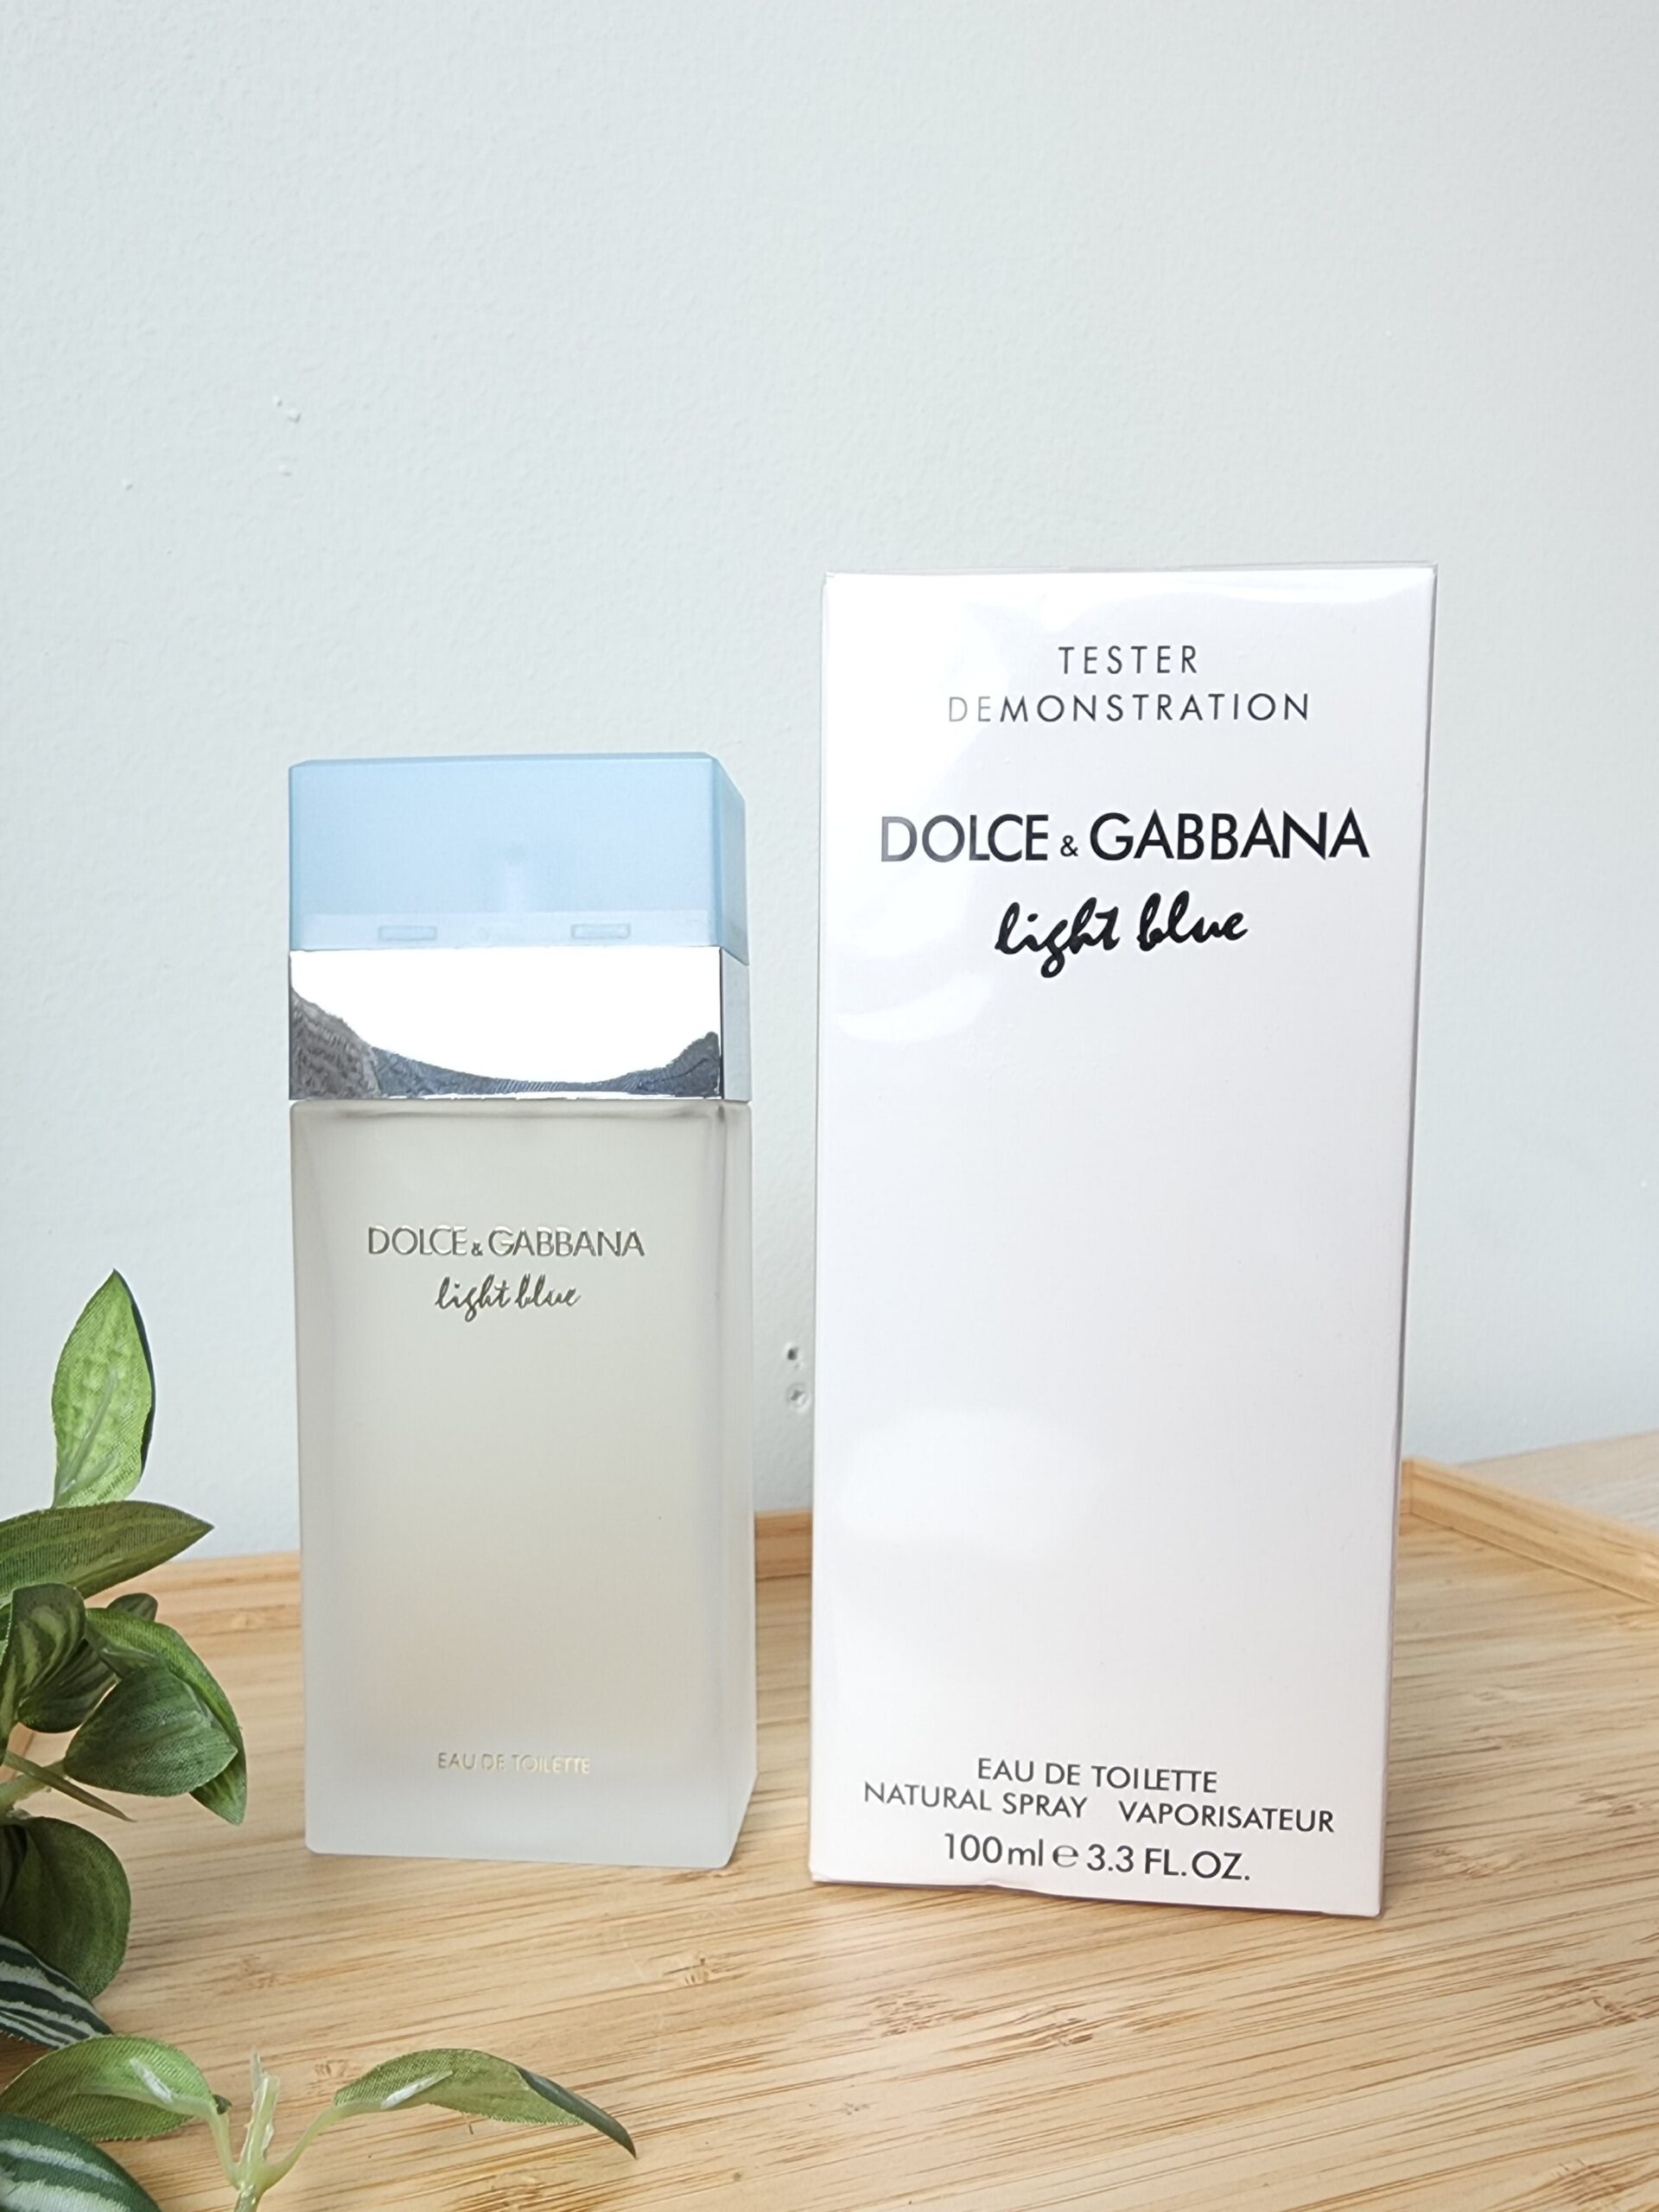 DOLCE & GABBANA
light blue
EAU DE TOILETTE
TESTER
DEMONSTRATION
DOLCE & GABBANA
light blue
EAU DE TOILETTE
NATURAL SPRAY VAPORISATEUR
100ml e 3.3 FL.OZ.